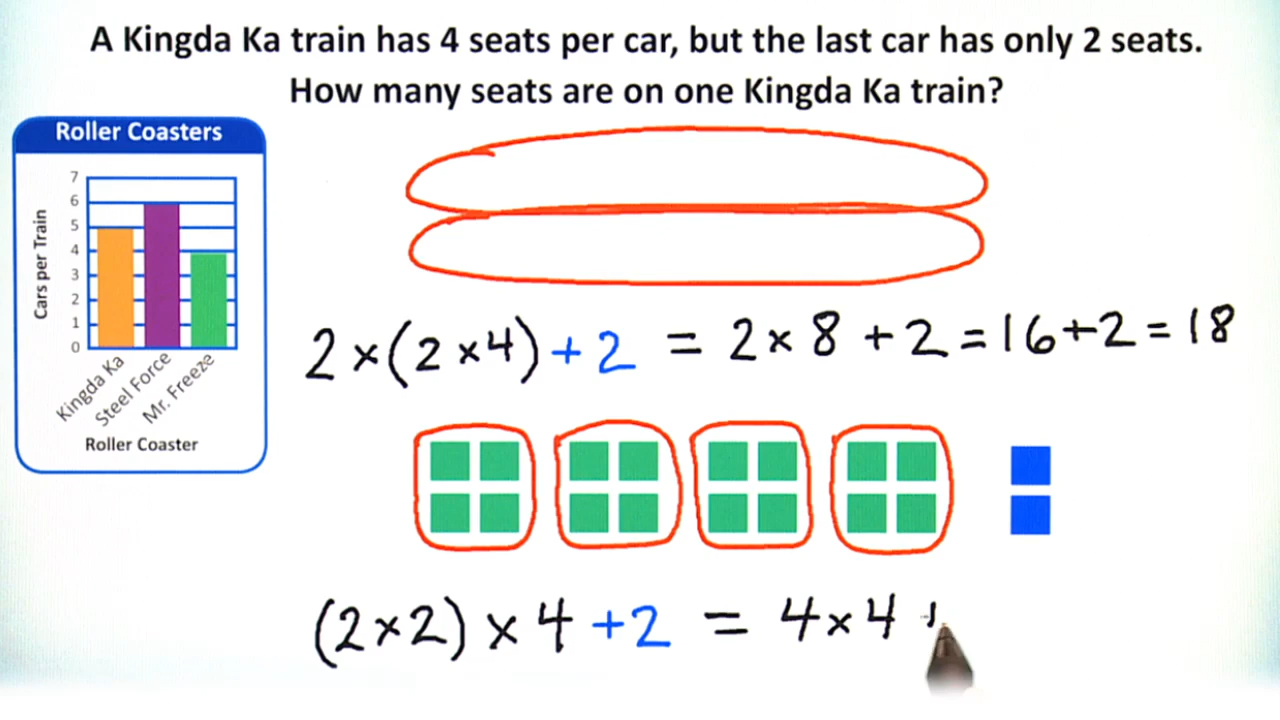 A Kingda Ka train has 4 seats per car, but the last car has only 2 seats.
How many seats are on one Kingda Ka train?
Roller Coasters
Cars per Train
7
6
5
4
3
2
1
0
Kingda Ka
Steel Force
Mr. Freeze
Roller Coaster
2 × (2 × 4) + 2 = 2 × 8 + 2 = 16 + 2 = 18
(2 × 2) × 4 + 2 = 4 × 4 +